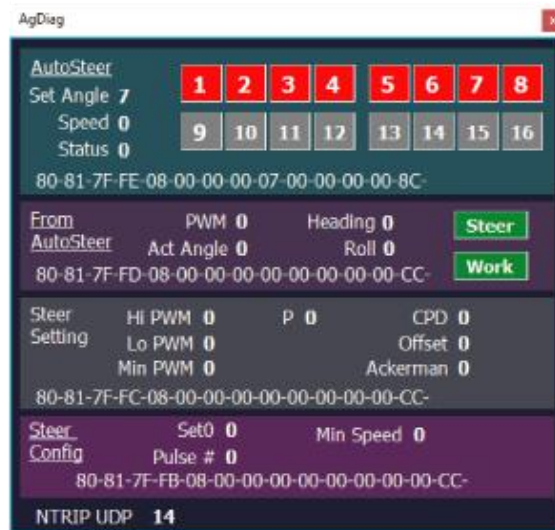 AgDiag
AutoSteer
Set Angle 7
Speed 0
Status 0
1 2 3 4 5 6 7 8
9 10 11 12 13 14 15 16
80-81-7F-FE-08-00-00-00-07-00-00-00-00-8C-
From AutoSteer
PWM 0 Heading 0 Steer
Act Angle 0 Roll 0 Work
80-81-7F-FD-08-00-00-00-00-00-00-00-00-CC-
Steer Setting
Hi PWM 0 P 0 CPD 0
Lo PWM 0 Offset 0
Min PWM 0 Ackerman 0
80-81-7F-FC-08-00-00-00-00-00-00-00-00-CC-
Steer Config
Set0 0 Min Speed 0
Pulse # 0
80-81-7F-FB-08-00-00-00-00-00-00-00-00-CC-
NTRIP UDP 14